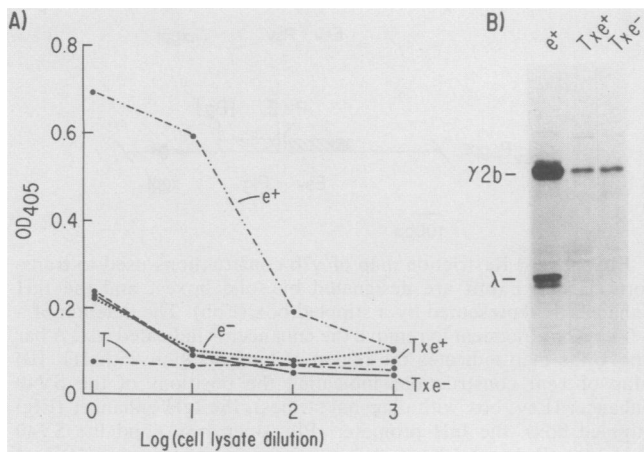 A)
0.8
0.6
0.4
0.2
0
OD405
e+
e-
T
Txe+
Txe-
0
1
2
3
Log(cell lysate dilution)
B)
e+
Txe+
Txe-
γ2b-
λ-